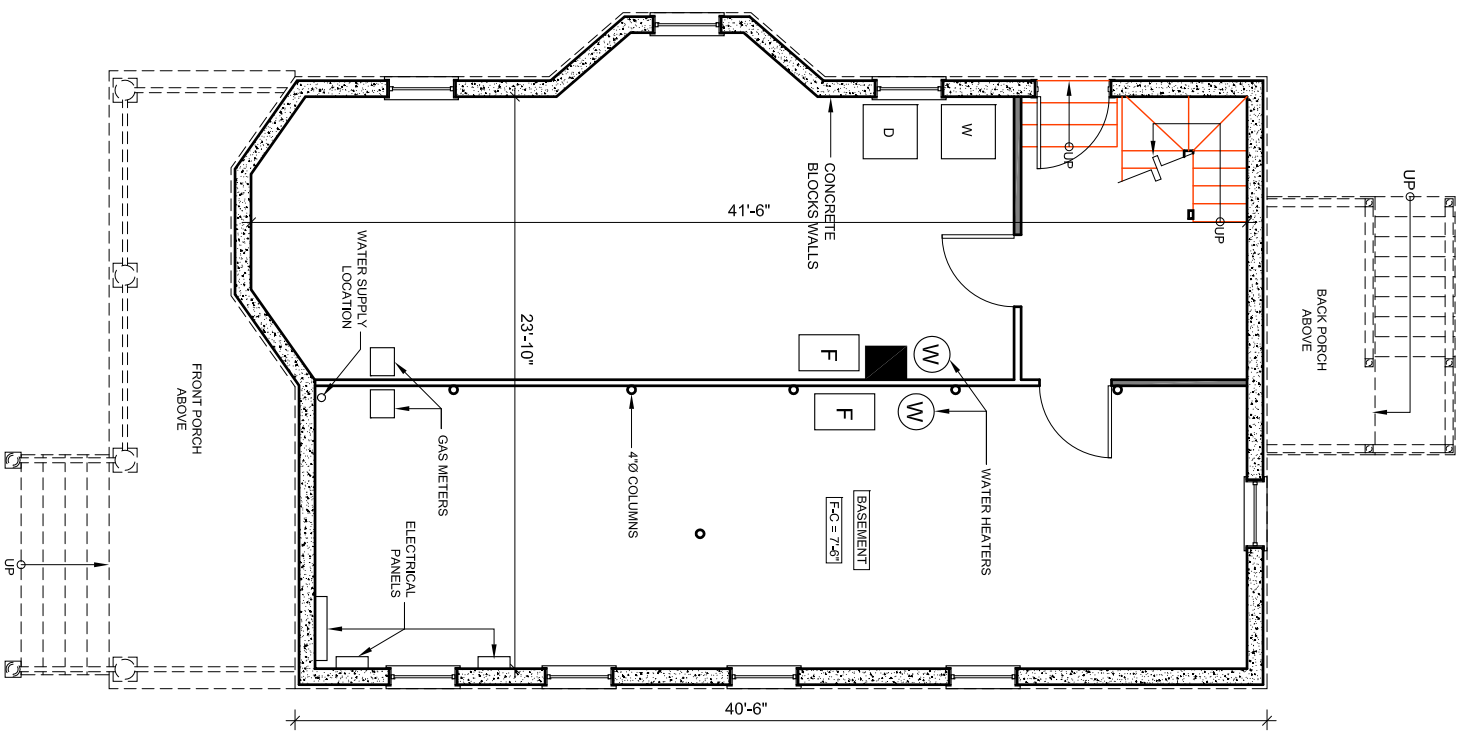 UP
BACK PORCH
ABOVE
D
W
UP
UP
CONCRETE
BLOCKS WALLS
41'-6"
WATER SUPPLY
LOCATION
23'-10"
F
W
F
W
GAS METERS
4"Ø COLUMNS
WATER HEATERS
BASEMENT
F-C = 7'-6"
ELECTRICAL
PANELS
FRONT PORCH
ABOVE
UP
40'-6"